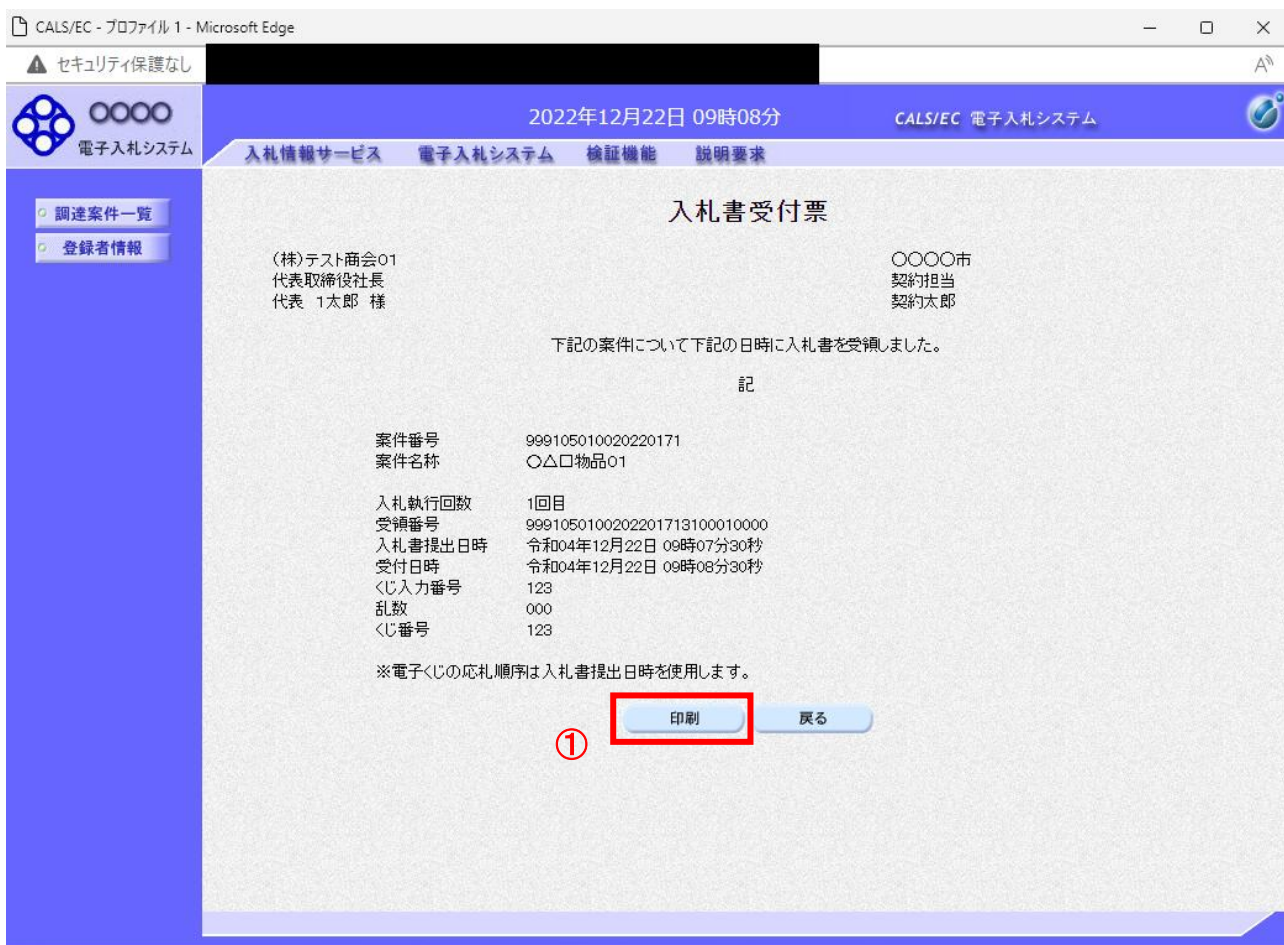 CALS/EC - プロファイル 1 - Microsoft Edge
セキュリティ保護なし
○○○○
電子入札システム
2022年12月22日 09時08分
CALS/EC 電子入札システム
入札情報サービス 電子入札システム 検証機能 説明要求
調達案件一覧
登録者情報
入札書受付票
(株)テスト商会01
代表取締役社長
代表 1太郎 様
○○○○市
契約担当
契約太郎
下記の案件について下記の日時に入札書を受領しました。
記
案件番号 999105010020220171
案件名称 ○△□物品01
入札執行回数 1回目
受領番号 9991050100202201713100010000
入札書提出日時 令和04年12月22日 09時07分30秒
受付日時 令和04年12月22日 09時08分30秒
くじ入力番号 123
乱数 000
くじ番号 123
※電子くじの応札順序は入札書提出日時を使用します。
印刷 戻る
①